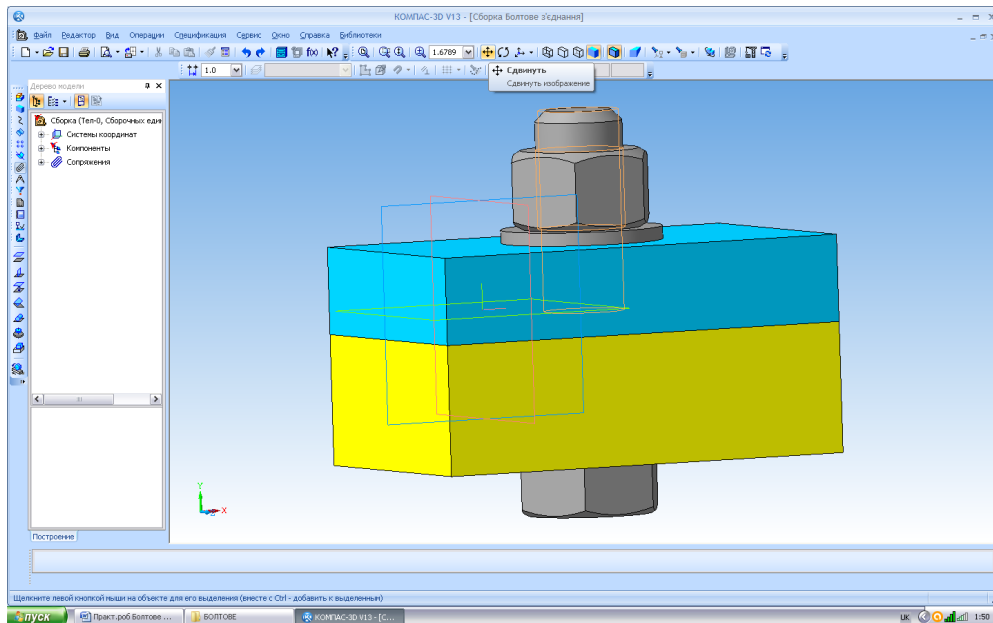 КОМПАС-3D V13 - [Сборка Болтове з'єднання]
Файл Редактор Вид Операции Спецификация Сервис Окно Справка Библиотеки
1.6789
1.0
Сдвинуть
Сдвинуть изображение
Дерево модели
Сборка (Тел-0, Сборочных един
Системы координат
Компоненты
Сопряжения
Y
X
Z
Построение
Щелкните левой кнопкой мыши на объекте для его выделения (вместе с Ctrl - добавить к выделенным)
пуск
Практ.роб Болтове ...
БОЛТОВЕ
КОМПАС-3D V13 - [С...
UK
1:50